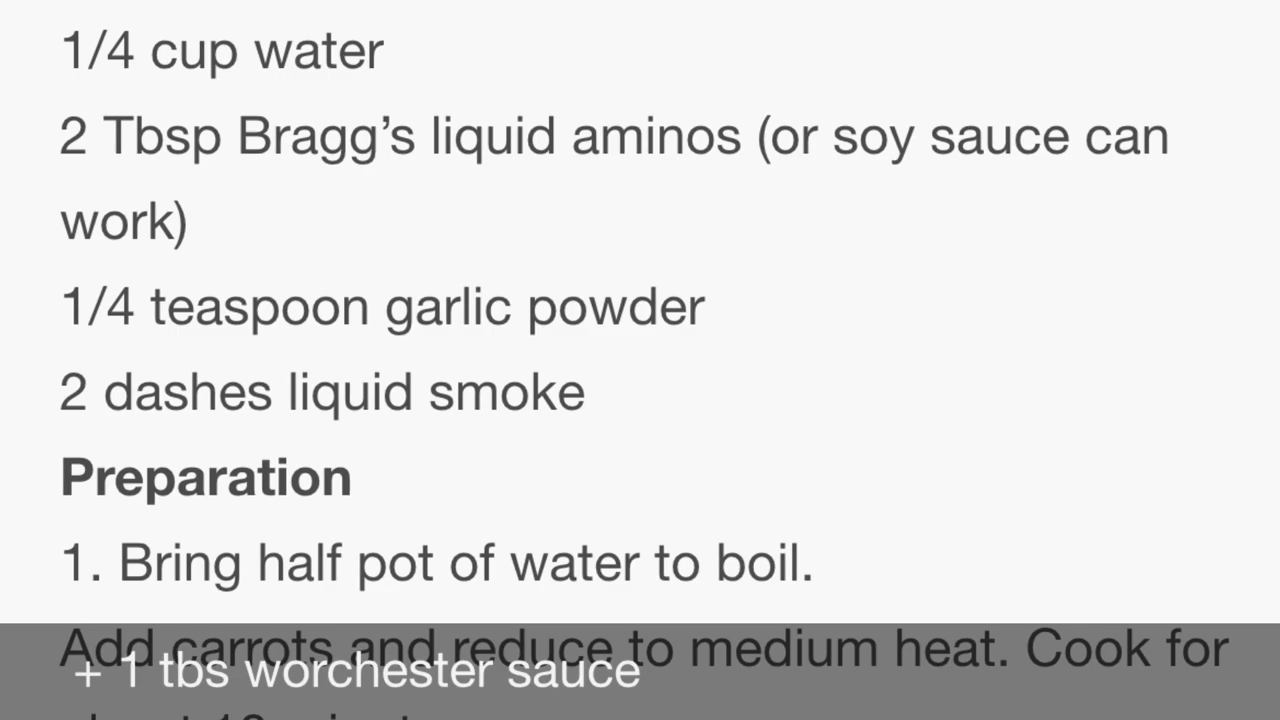 1/4 cup water
2 Tbsp Bragg’s liquid aminos (or soy sauce can
work)
1/4 teaspoon garlic powder
2 dashes liquid smoke
Preparation
1. Bring half pot of water to boil.
Add carrots and reduce to medium heat. Cook for
+ 1 tbs worchester sauce